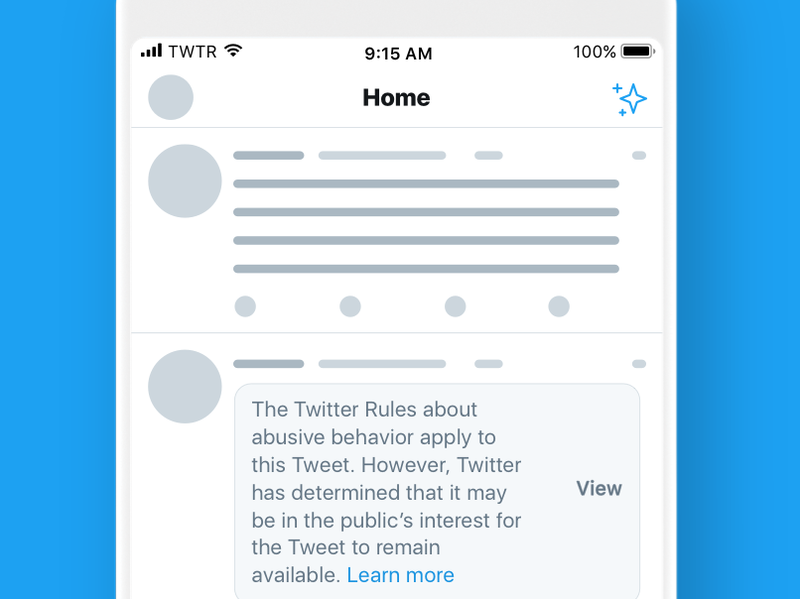 TWTR 9:15 AM 100%
Home
The Twitter Rules about
abusive behavior apply to
this Tweet. However, Twitter
has determined that it may
be in the public’s interest for
the Tweet to remain
available. Learn more
View